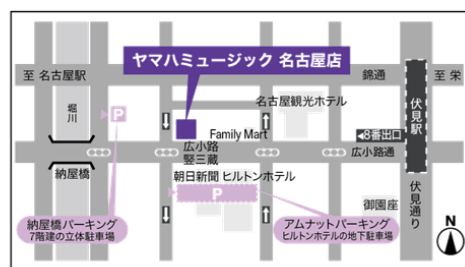 ヤマハミュージック 名古屋店
至 名古屋駅
錦通
至 栄
堀川
P
名古屋観光ホテル
伏見駅
Family Mart
◀8番出口
広小路
竪三蔵
広小路通
納屋橋
朝日新聞 ヒルトンホテル
P
御園座
伏見通り
納屋橋パーキング
7階建の立体駐車場
アムナットパーキング
ヒルトンホテルの地下駐車場
N